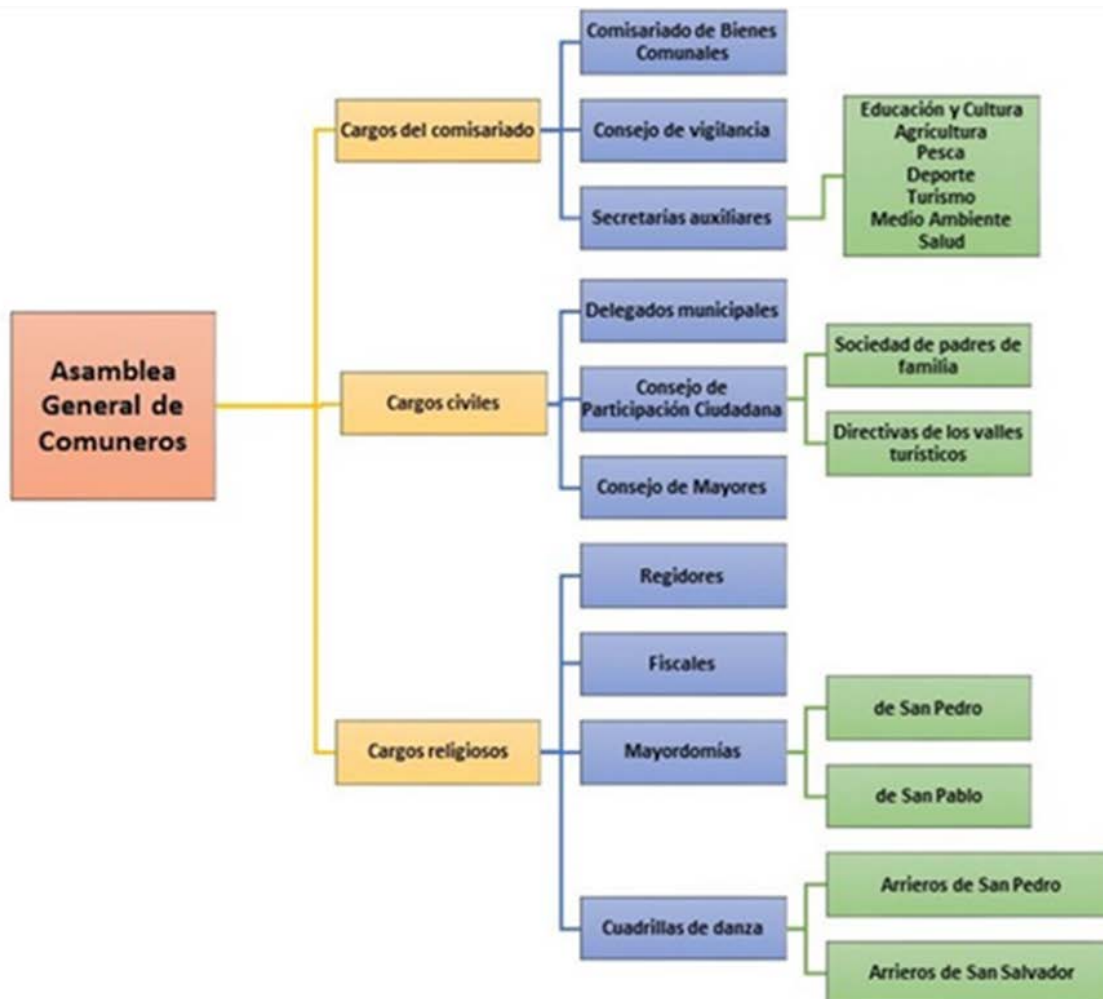 Asamblea
General de
Comuneros
Cargos del comisariado
Comisariado de Bienes
Comunales
Consejo de vigilancia
Secretarias auxiliares
Educación y Cultura
Agricultura
Pesca
Deporte
Turismo
Medio Ambiente
Salud
Cargos civiles
Delegados municipales
Consejo de
Participación Ciudadana
Sociedad de padres de
familia
Directivas de los valles
turísticos
Consejo de Mayores
Cargos religiosos
Regidores
Fiscales
Mayordomías
de San Pedro
de San Pablo
Cuadrillas de danza
Arrieros de San Pedro
Arrieros de San Salvador